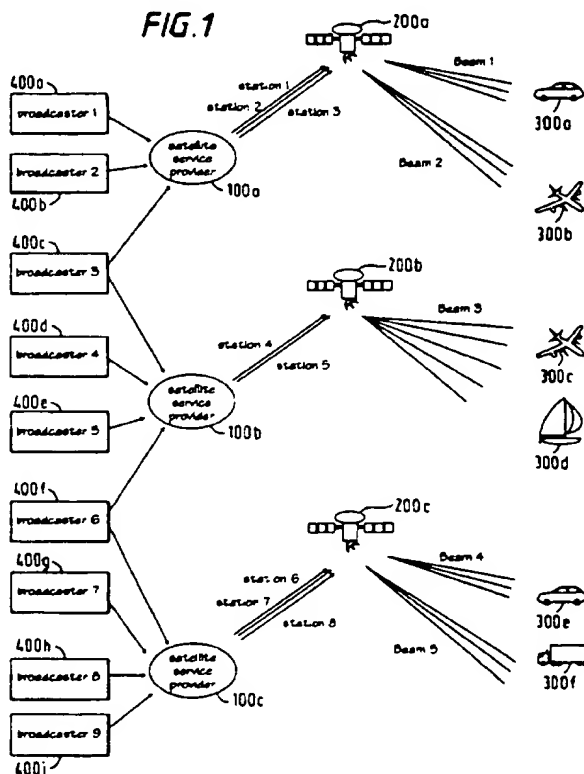 FIG.1
200a
400a
broadcaster 1
station 1
station 2
station 3
Beam 1
300a
broadcaster 2
400b
satellite
service
provider
100a
Beam 2
300b
400c
broadcaster 3
200b
400d
broadcaster 4
station 4
station 5
Beam 3
300c
400e
broadcaster 5
satellite
service
provider
100b
300d
400f
broadcaster 6
200c
400g
broadcaster 7
station 6
station 7
station 8
Beam 4
300e
400h
broadcaster 8
satellite
service
provider
100c
Beam 5
300f
broadcaster 9
400i